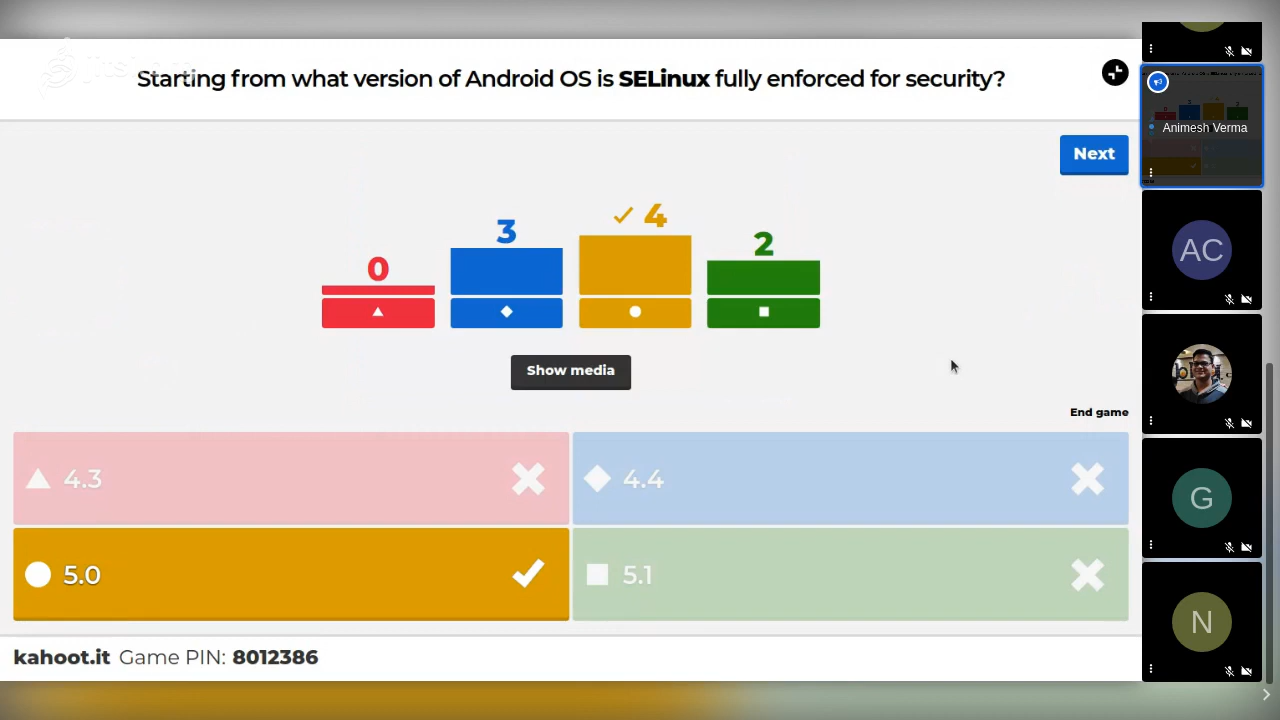 Starting from what version of Android OS is SELinux fully enforced for security?
Next
Animesh Verma
0
3
4
2
AC
Show media
End game
4.3
4.4
G
5.0
5.1
N
kahoot.it Game PIN: 8012386